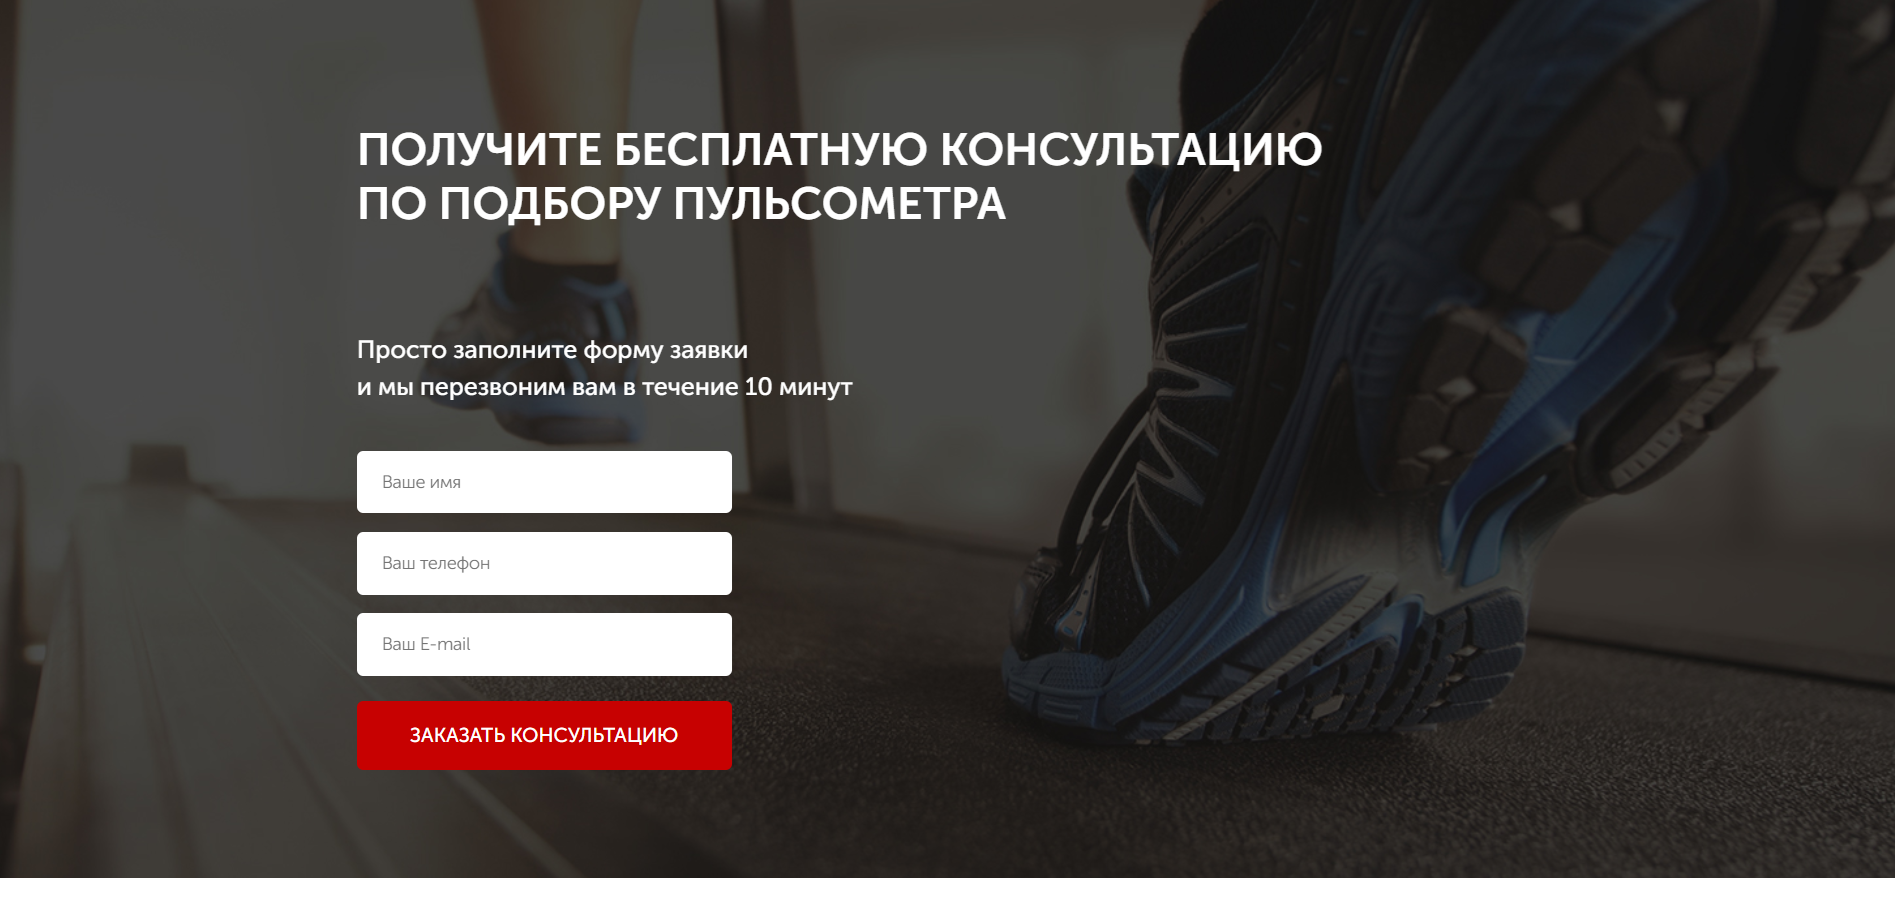 ПОЛУЧИТЕ БЕСПЛАТНУЮ КОНСУЛЬТАЦИЮ
ПО ПОДБОРУ ПУЛЬСОМЕТРА
Просто заполните форму заявки
и мы перезвоним вам в течение 10 минут
Ваше имя
Ваш телефон
Ваш E-mail
ЗАКАЗАТЬ КОНСУЛЬТАЦИЮ